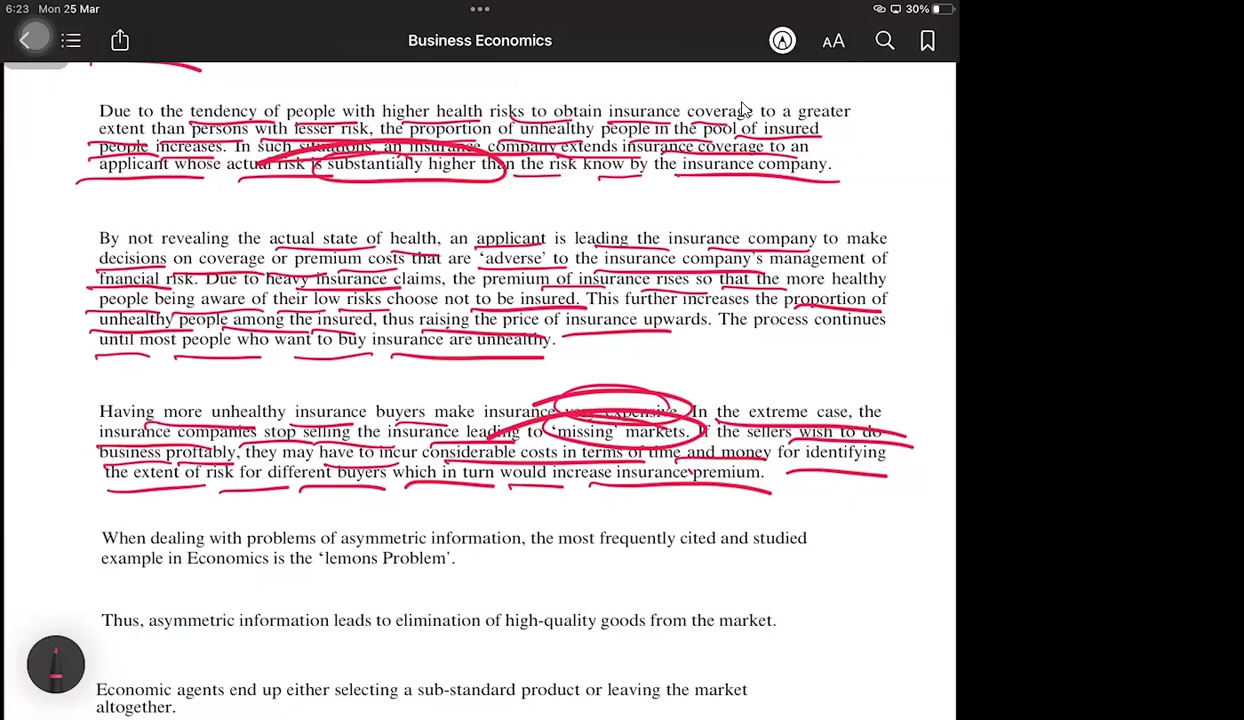 6:23 Mon 25 Mar
30%
Business Economics
AA
Due to the tendency of people with higher health risks to obtain insurance coverage to a greater
extent than persons with lesser risk, the proportion of unhealthy people in the pool of insured
people increases. In such situations, an insurance company extends insurance coverage to an
applicant whose actual risk is substantially higher than the risk know by the insurance company.
By not revealing the actual state of health, an applicant is leading the insurance company to make
decisions on coverage or premium costs that are ‘adverse’ to the insurance company’s management of
financial risk. Due to heavy insurance claims, the premium of insurance rises so that the more healthy
people being aware of their low risks choose not to be insured. This further increases the proportion of
unhealthy people among the insured, thus raising the price of insurance upwards. The process continues
until most people who want to buy insurance are unhealthy.
Having more unhealthy insurance buyers make insurance very expensive. In the extreme case, the
insurance companies stop selling the insurance leading to ‘missing’ markets. If the sellers wish to do
business proftably, they may have to incur considerable costs in terms of time and money for identifying
the extent of risk for different buyers which in turn would increase insurance premium.
When dealing with problems of asymmetric information, the most frequently cited and studied
example in Economics is the ‘lemons Problem’.
Thus, asymmetric information leads to elimination of high-quality goods from the market.
Economic agents end up either selecting a sub-standard product or leaving the market
altogether.